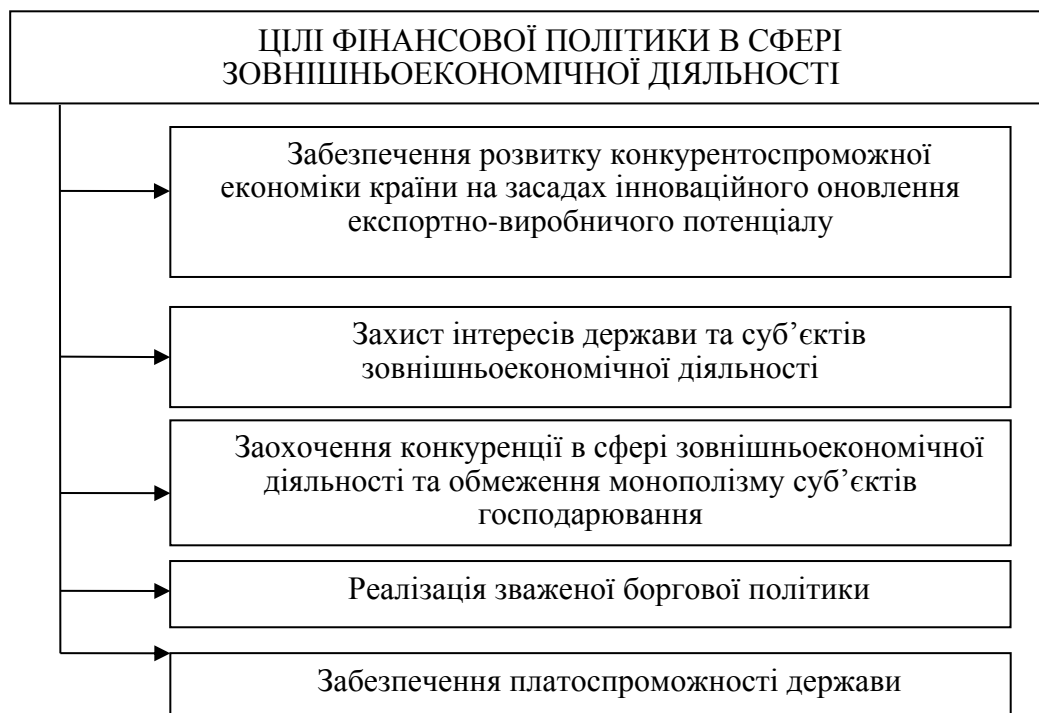 ЦІЛІ ФІНАНСОВОЇ ПОЛІТИКИ В СФЕРІ
ЗОВНІШНЬОЕКОНОМІЧНОЇ ДІЯЛЬНОСТІ
Забезпечення розвитку конкурентоспроможної
економіки країни на засадах інноваційного оновлення
експортно-виробничого потенціалу
Захист інтересів держави та суб’єктів
зовнішньоекономічної діяльності
Заохочення конкуренції в сфері зовнішньоекономічної
діяльності та обмеження монополізму суб’єктів
господарювання
Реалізація зваженої боргової політики
Забезпечення платоспроможності держави